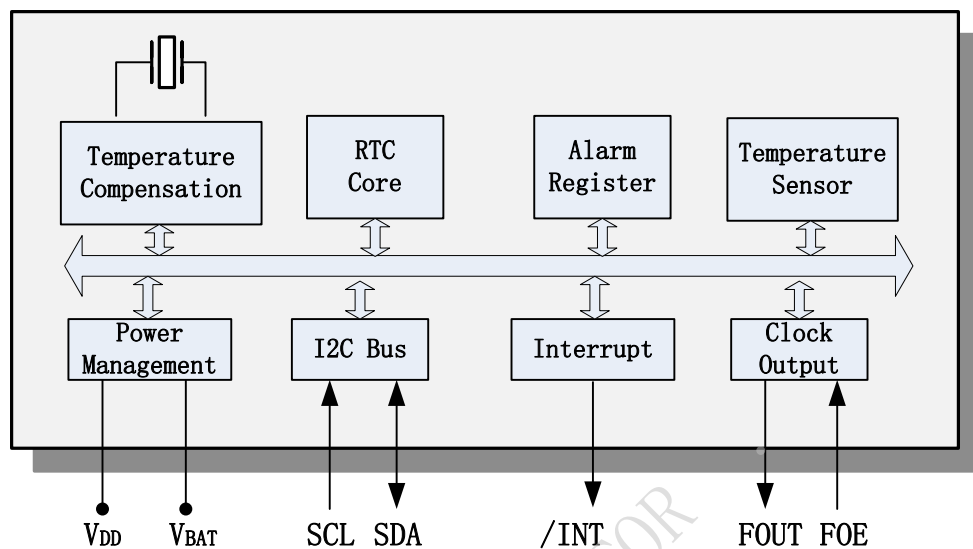 Temperature
Compensation
RTC
Core
Alarm
Register
Temperature
Sensor
Power
Management
I2C Bus
Interrupt
Clock
Output
VDD
VBAT
SCL SDA
/INT
FOUT FOE